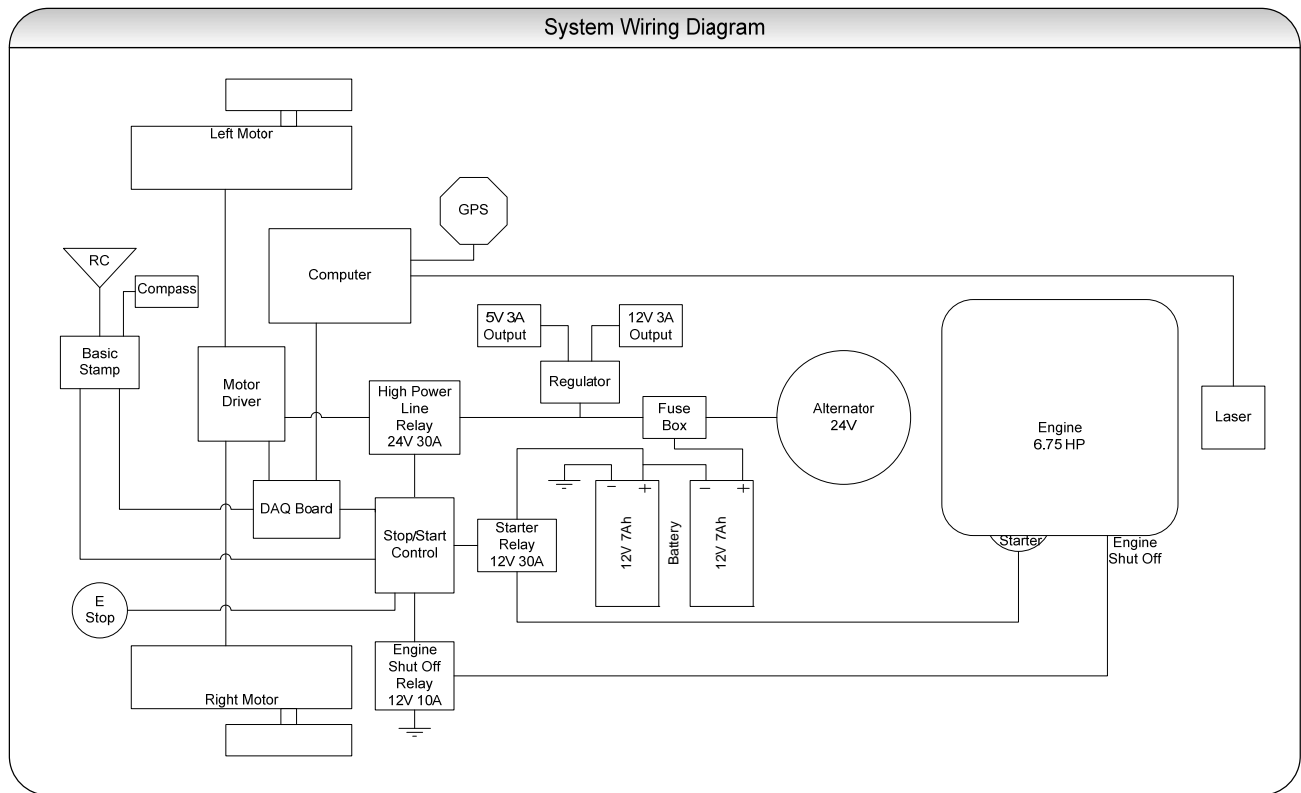 System Wiring Diagram
Left Motor
GPS
RC
Compass
Computer
5V 3A
Output
12V 3A
Output
Basic
Stamp
Motor
Driver
High Power
Line
Relay
24V 30A
Regulator
Fuse
Box
Alternator
24V
Engine
6.75 HP
Laser
DAQ Board
Stop/Start
Control
Starter
Relay
12V 30A
− +
12V 7Ah
Battery
− +
12V 7Ah
Starter
Engine
Shut Off
E
Stop
Engine
Shut Off
Relay
12V 10A
Right Motor